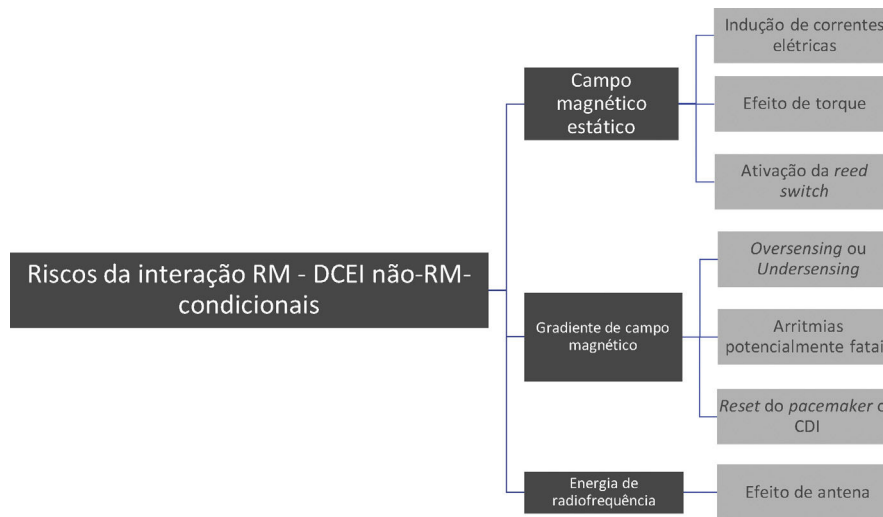 Riscos da interação RM - DCEI não-RM-
condicionais
Campo
magnético
estático
Indução de correntes
elétricas
Efeito de torque
Ativação da reed
switch
Gradiente de campo
magnético
Oversensing ou
Undersensing
Arritmias
potencialmente fatai
Reset do pacemaker
CDI
Energia de
radiofrequência
Efeito de antena